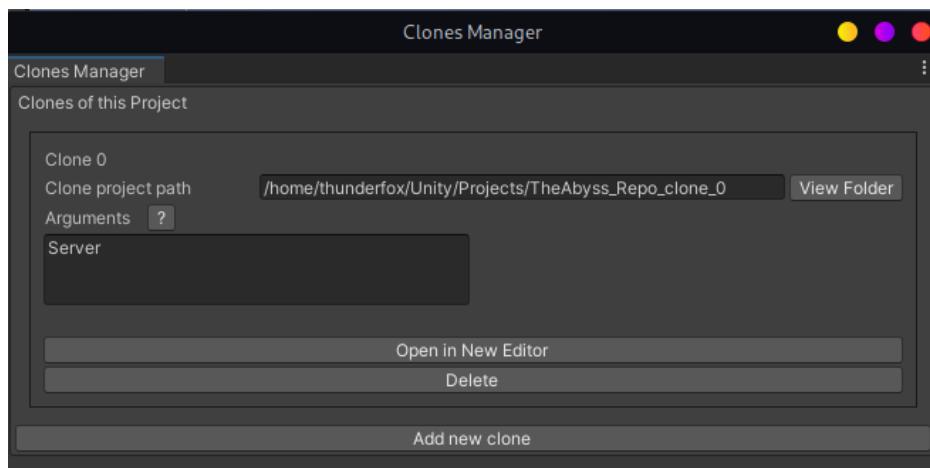 Clones Manager
Clones Manager
Clones of this Project
Clone 0
Clone project path /home/thunderfox/Unity/Projects/TheAbyss_Repo_clone_0 View Folder
Arguments ?
Server
Open in New Editor
Delete
Add new clone